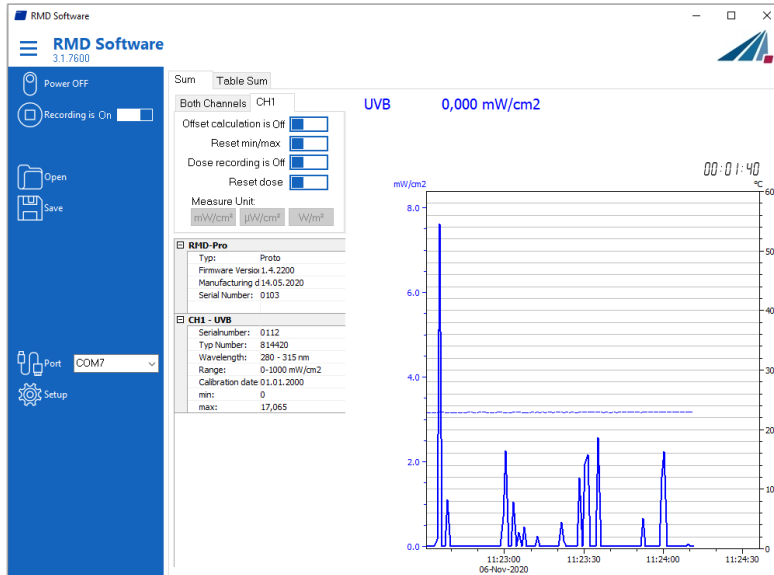 RMD Software
RMD Software
3.1.7600
Power OFF
Recording is On
Open
Save
Port COM7
Setup
Sum Table Sum
Both Channels CH1
Offset calculation is Off
Reset min/max
Dose recording is Off
Reset dose
Measure Unit:
mW/cm² µW/cm² W/m²
RMD-Pro
Typ: Proto
Firmware Versio 1.4.2200
Manufacturing d 14.05.2020
Serial Number: 0103
CH1 - UVB
Serialnumber: 0112
Typ Number: 814420
Wavelength: 280 - 315 nm
Range: 0-1000 mW/cm2
Calibration date 01.01.2000
min: 0
max: 17,065
UVB 0,000 mW/cm2
00:01:40
mW/cm2 °C
8.0
6.0
4.0
2.0
0.0
60
50
40
30
20
10
0
11:23:00 11:23:30 11:24:00 11:24:30
06-Nov-2020